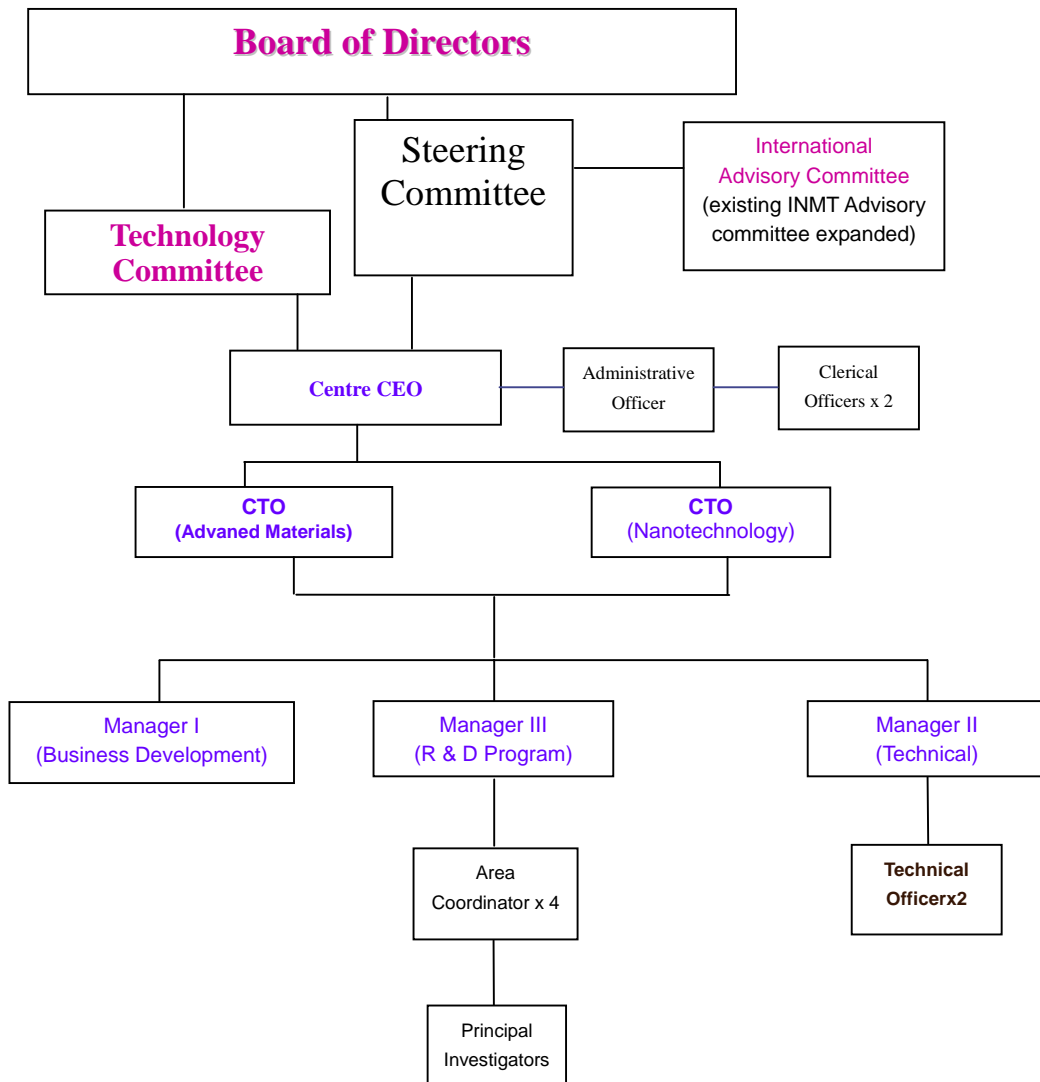 Board of Directors
Steering
Committee
International
Advisory Committee
(existing INMT Advisory
committee expanded)
Technology
Committee
Centre CEO
Administrative
Officer
Clerical
Officers x 2
CTO
(Advaned Materials)
CTO
(Nanotechnology)
Manager I
(Business Development)
Manager III
(R & D Program)
Manager II
(Technical)
Area
Coordinator x 4
Technical
Officerx2
Principal
Investigators